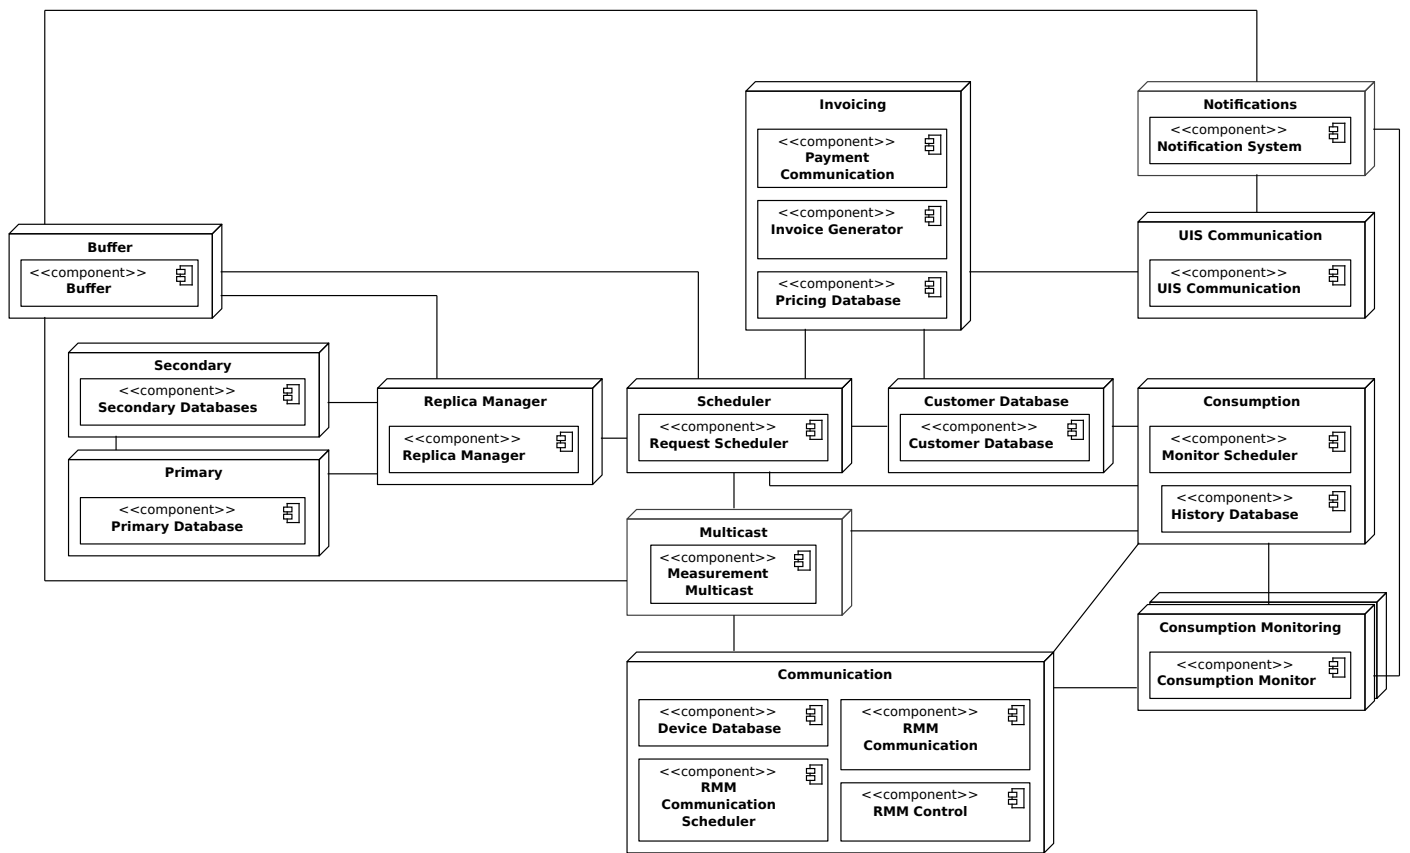 Invoicing
<<component>>
Payment
Communication
<<component>>
Invoice Generator
<<component>>
Pricing Database
Notifications
<<component>>
Notification System
Buffer
<<component>>
Buffer
UIS Communication
<<component>>
UIS Communication
Secondary
<<component>>
Secondary Databases
Primary
<<component>>
Primary Database
Replica Manager
<<component>>
Replica Manager
Scheduler
<<component>>
Request Scheduler
Customer Database
<<component>>
Customer Database
Consumption
<<component>>
Monitor Scheduler
<<component>>
History Database
Multicast
<<component>>
Measurement
Multicast
Consumption Monitoring
<<component>>
Consumption Monitor
Communication
<<component>>
Device Database
<<component>>
RMM
Communication
<<component>>
RMM
Communication
Scheduler
<<component>>
RMM Control